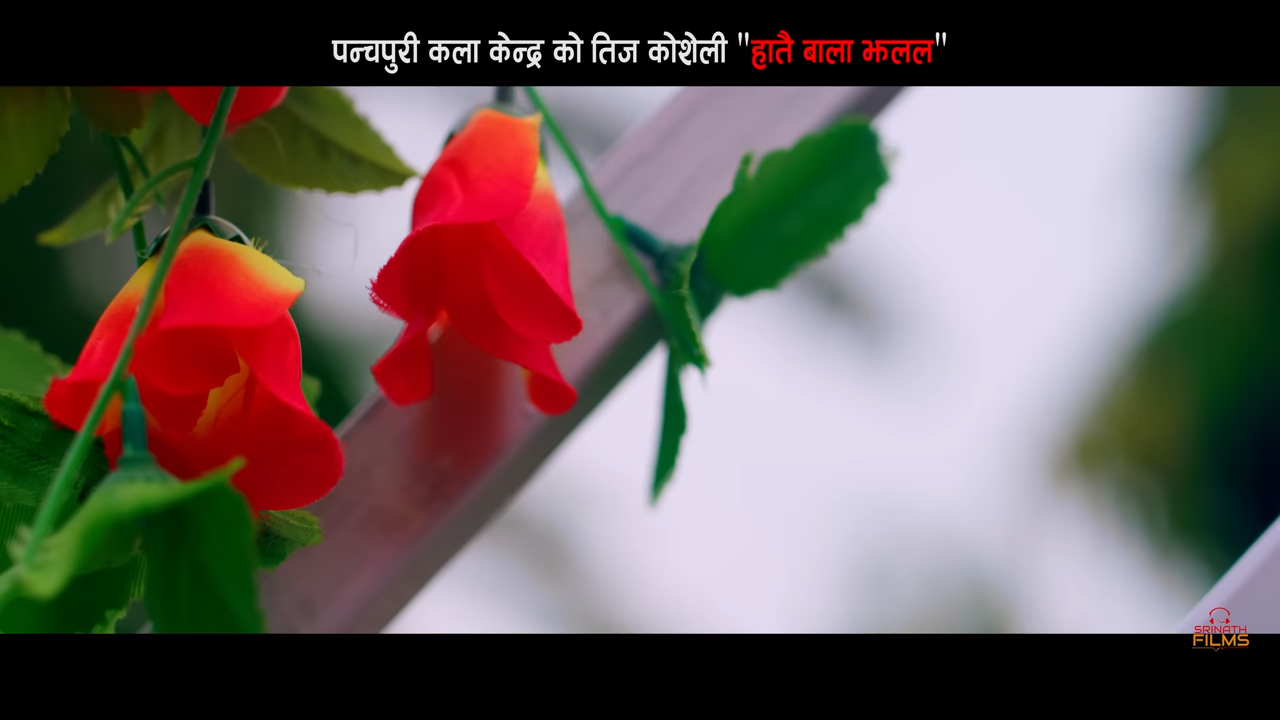 पन्चपुरी कला केन्द्र को तिज कोशेली "हातै बाला झलल"
SRINATH
FILMS